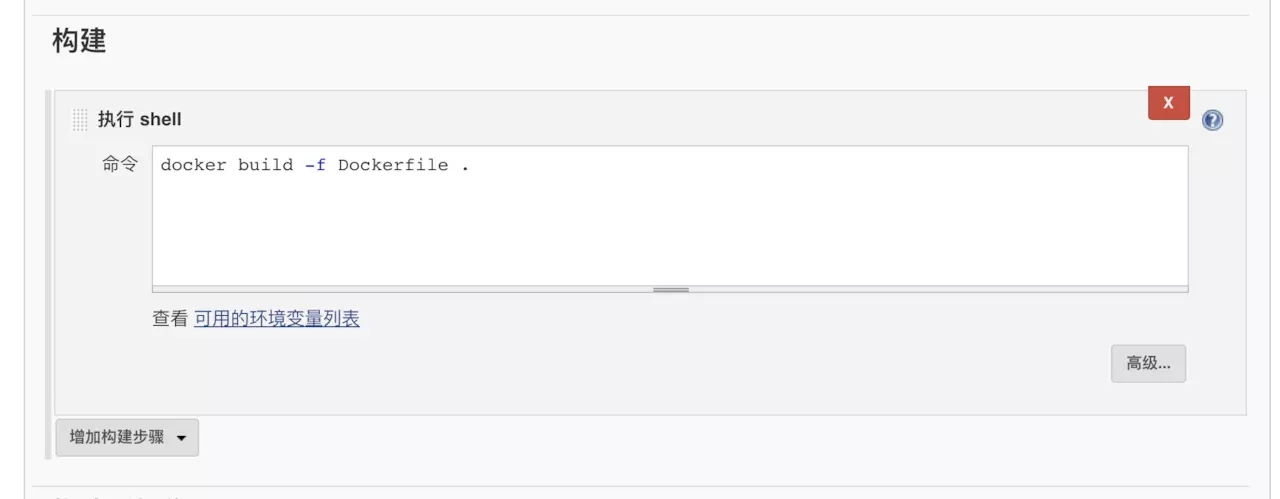 构建
执行 shell
X
命令
docker build -f Dockerfile .
查看 可用的环境变量列表
高级...
增加构建步骤